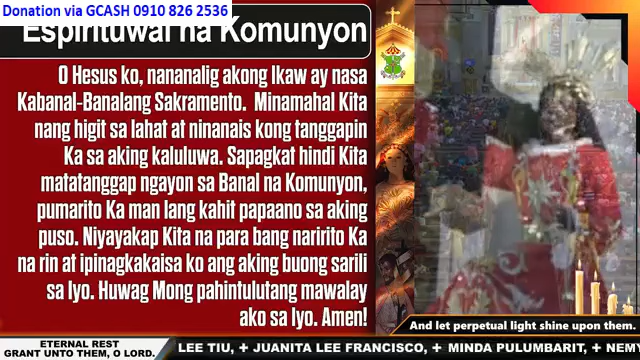 Donation via GCASH 0910 826 2536
Espirituwal na Komunyon
O Hesus ko, nananalig akong Ikaw ay nasa
Kabanal-Banalang Sakramento. Minamahal Kita
nang higit sa lahat at ninanais kong tanggapin
Ka sa aking kaluluwa. Sapagkat hindi Kita
matatanggap ngayon sa Banal na Komunyon,
pumarito Ka man lang kahit papaano sa aking
puso. Niyayakap Kita na para bang naririto Ka
na rin at ipinagkakaisa ko ang aking buong sarili
sa Iyo. Huwag Mong pahintulutang mawalay
ako sa Iyo. Amen!
And let perpetual light shine upon them.
ETERNAL REST
GRANT UNTO THEM, O LORD.
LEE TIU, + JUANITA LEE FRANCISCO, + MINDA PULUMBARIT, + NEMY